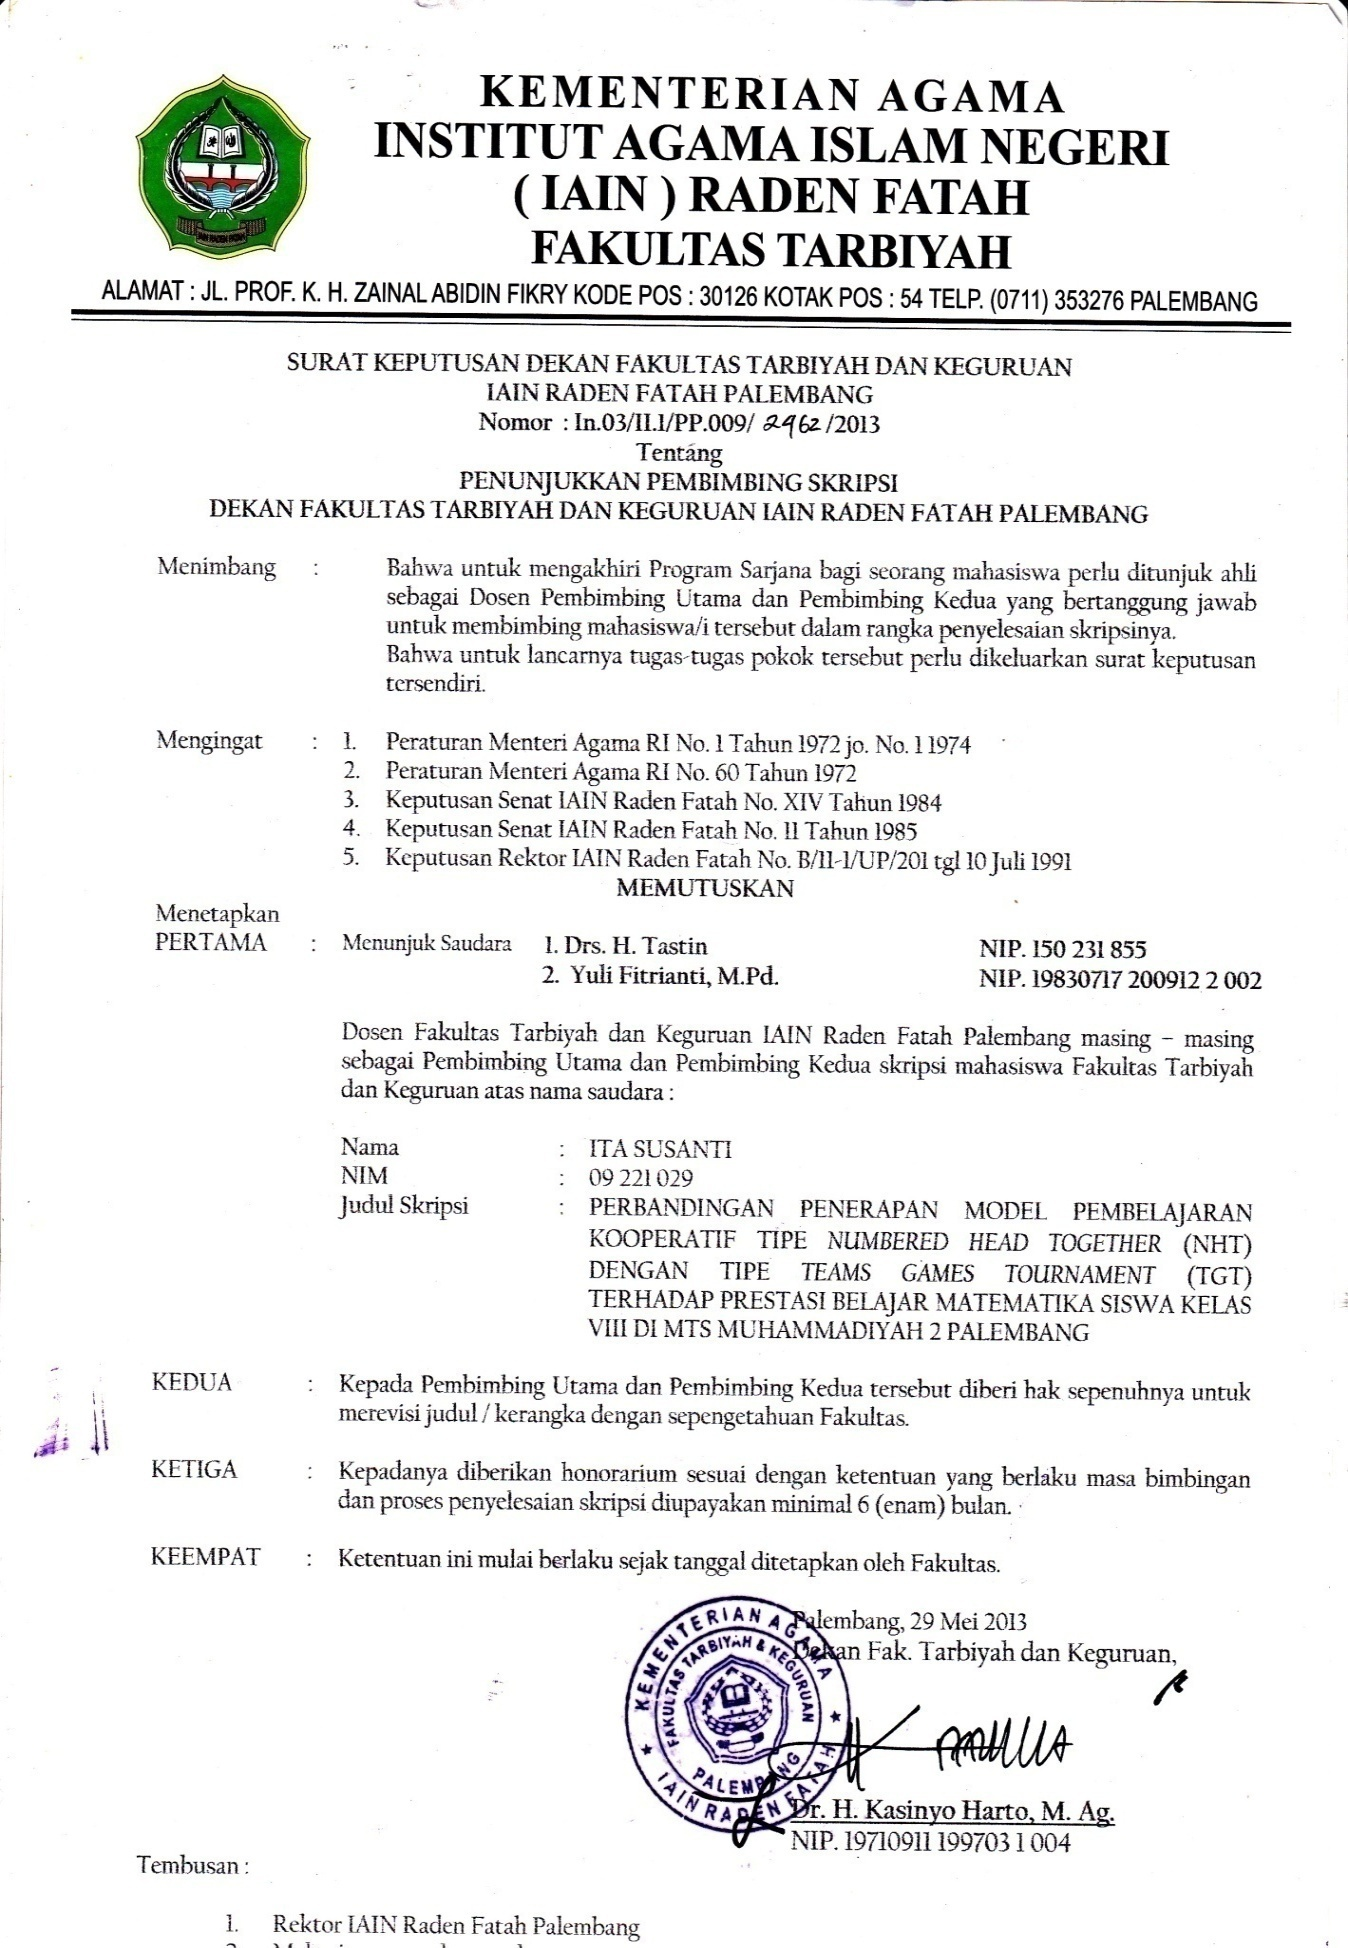 KEMENTERIAN AGAMA
INSTITUT AGAMA ISLAM NEGERI
( IAIN ) RADEN FATAH
FAKULTAS TARBIYAH
ALAMAT : JL. PROF. K. H. ZAINAL ABIDIN FIKRY KODE POS : 30126 KOTAK POS : 54 TELP. (0711) 353276 PALEMBANG
IAIN RADEN FATAH
SURAT KEPUTUSAN DEKAN FAKULTAS TARBIYAH DAN KEGURUAN
IAIN RADEN FATAH PALEMBANG
Nomor : In.03/II.1/PP.009/ 2962 /2013
Tentang
PENUNJUKKAN PEMBIMBING SKRIPSI
DEKAN FAKULTAS TARBIYAH DAN KEGURUAN IAIN RADEN FATAH PALEMBANG
Menimbang : Bahwa untuk mengakhiri Program Sarjana bagi seorang mahasiswa perlu ditunjuk ahli
sebagai Dosen Pembimbing Utama dan Pembimbing Kedua yang bertanggung jawab
untuk membimbing mahasiswa/i tersebut dalam rangka penyelesaian skripsinya.
Bahwa untuk lancarnya tugas-tugas pokok tersebut perlu dikeluarkan surat keputusan
tersendiri.
Mengingat : 1. Peraturan Menteri Agama RI No. 1 Tahun 1972 jo. No. 1 1974
2. Peraturan Menteri Agama RI No. 60 Tahun 1972
3. Keputusan Senat IAIN Raden Fatah No. XIV Tahun 1984
4. Keputusan Senat IAIN Raden Fatah No. II Tahun 1985
5. Keputusan Rektor IAIN Raden Fatah No. B/II-1/UP/201 tgl 10 Juli 1991
MEMUTUSKAN
Menetapkan
PERTAMA : Menunjuk Saudara 1. Drs. H. Tastin NIP. 150 231 855
2. Yuli Fitrianti, M.Pd. NIP. 19830717 200912 2 002
Dosen Fakultas Tarbiyah dan Keguruan IAIN Raden Fatah Palembang masing – masing
sebagai Pembimbing Utama dan Pembimbing Kedua skripsi mahasiswa Fakultas Tarbiyah
dan Keguruan atas nama saudara :
Nama : ITA SUSANTI
NIM : 09 221 029
Judul Skripsi : PERBANDINGAN PENERAPAN MODEL PEMBELAJARAN
KOOPERATIF TIPE NUMBERED HEAD TOGETHER (NHT)
DENGAN TIPE TEAMS GAMES TOURNAMENT (TGT)
TERHADAP PRESTASI BELAJAR MATEMATIKA SISWA KELAS
VIII DI MTS MUHAMMADIYAH 2 PALEMBANG
KEDUA : Kepada Pembimbing Utama dan Pembimbing Kedua tersebut diberi hak sepenuhnya untuk
merevisi judul / kerangka dengan sepengetahuan Fakultas.
KETIGA : Kepadanya diberikan honorarium sesuai dengan ketentuan yang berlaku masa bimbingan
dan proses penyelesaian skripsi diupayakan minimal 6 (enam) bulan.
KEEMPAT : Ketentuan ini mulai berlaku sejak tanggal ditetapkan oleh Fakultas.
Palembang, 29 Mei 2013
Dekan Fak. Tarbiyah dan Keguruan,
KEMENTERIAN AGAMA
FAKULTAS TARBIYAH & KEGURUAN
PALEMBANG
IAIN RADEN FATAH
Dr. H. Kasinyo Harto, M. Ag.
NIP. 19710911 199703 1 004
Tembusan :
1. Rektor IAIN Raden Fatah Palembang